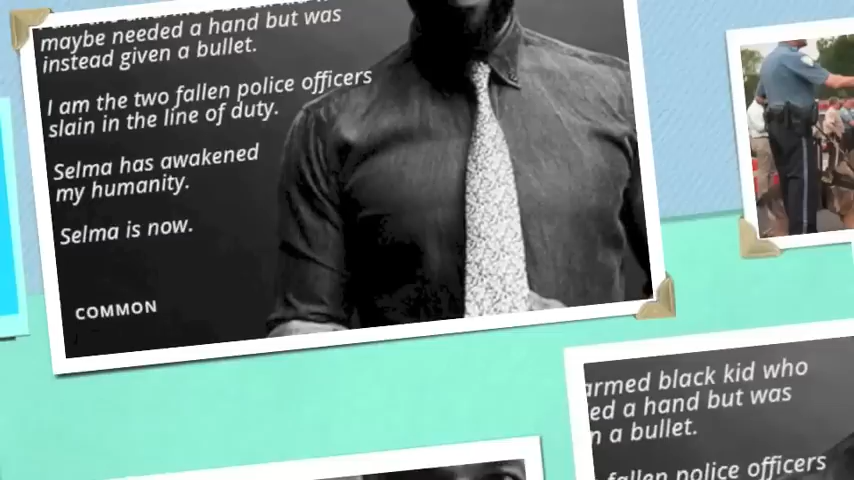 maybe needed a hand but was
instead given a bullet.
I am the two fallen police officers
slain in the line of duty.
Selma has awakened
my humanity.
Selma is now.
COMMON
black kid who
a hand but was
a bullet.
fallen police officers